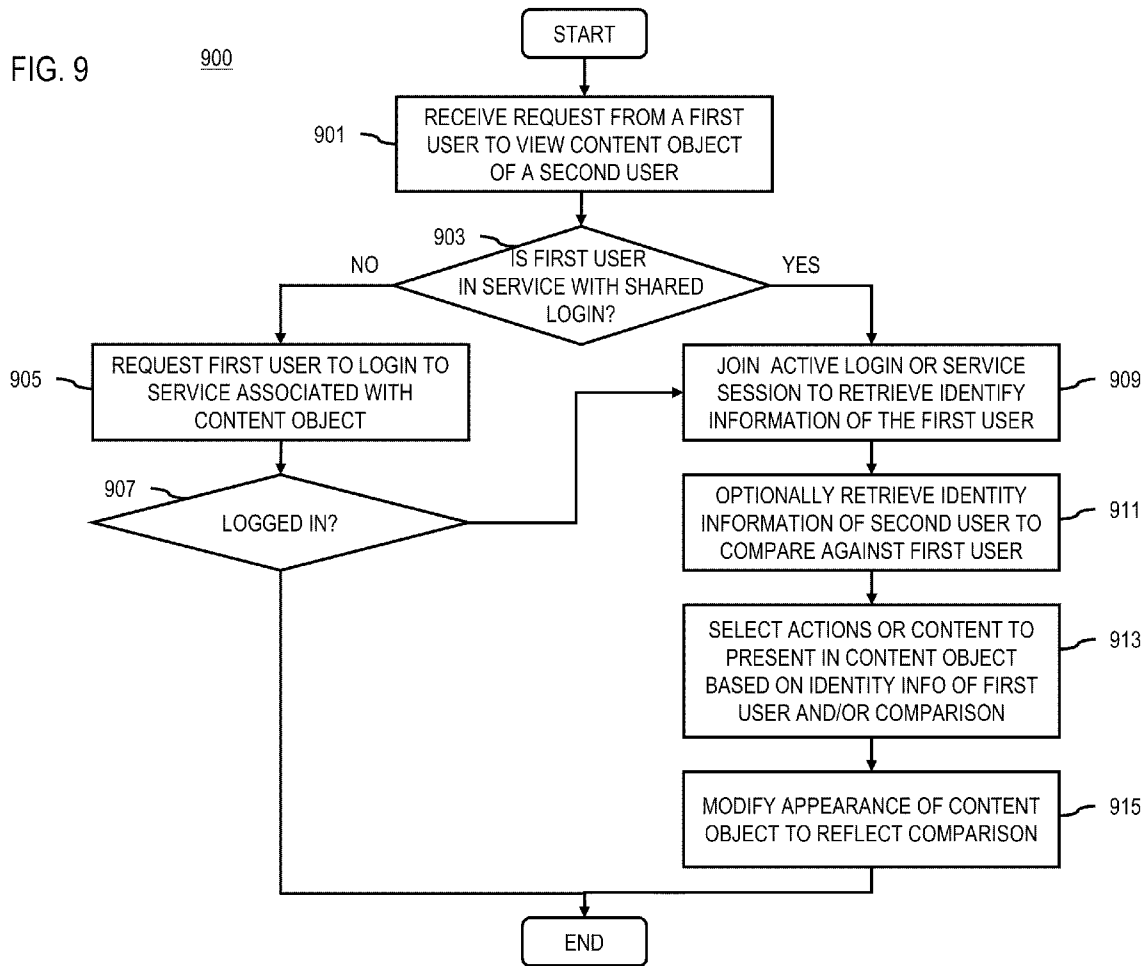 FIG. 9
900
START
901
RECEIVE REQUEST FROM A FIRST
USER TO VIEW CONTENT OBJECT
OF A SECOND USER
903
IS FIRST USER
IN SERVICE WITH SHARED
LOGIN?
NO
YES
905
REQUEST FIRST USER TO LOGIN TO
SERVICE ASSOCIATED WITH
CONTENT OBJECT
907
LOGGED IN?
JOIN ACTIVE LOGIN OR SERVICE
SESSION TO RETRIEVE IDENTIFY
INFORMATION OF THE FIRST USER
909
OPTIONALLY RETRIEVE IDENTITY
INFORMATION OF SECOND USER TO
COMPARE AGAINST FIRST USER
911
SELECT ACTIONS OR CONTENT TO
PRESENT IN CONTENT OBJECT
BASED ON IDENTITY INFO OF FIRST
USER AND/OR COMPARISON
913
MODIFY APPEARANCE OF CONTENT
OBJECT TO REFLECT COMPARISON
915
END